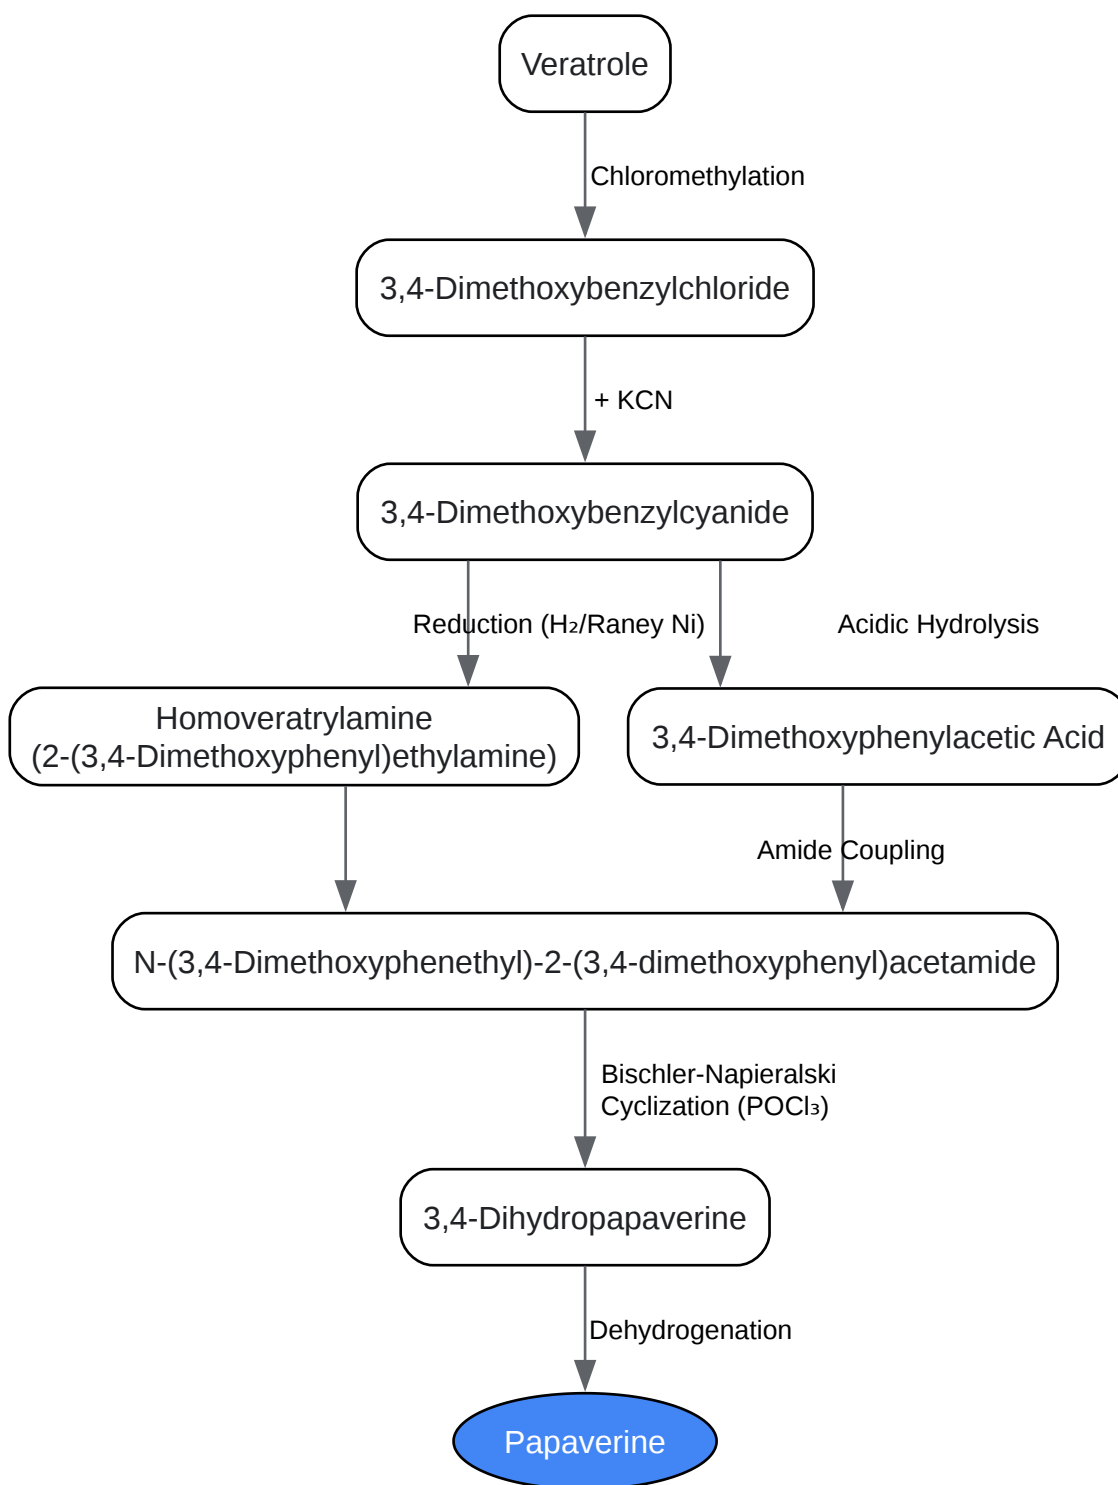 Veratrole
Chloromethylation
3,4-Dimethoxybenzylchloride
+ KCN
3,4-Dimethoxybenzylcyanide
Reduction (H₂/Raney Ni)
Acidic Hydrolysis
Homoveratrylamine
(2-(3,4-Dimethoxyphenyl)ethylamine)
3,4-Dimethoxyphenylacetic Acid
Amide Coupling
N-(3,4-Dimethoxyphenethyl)-2-(3,4-dimethoxyphenyl)acetamide
Bischler-Napieralski
Cyclization (POCl₃)
3,4-Dihydropapaverine
Dehydrogenation
Papaverine